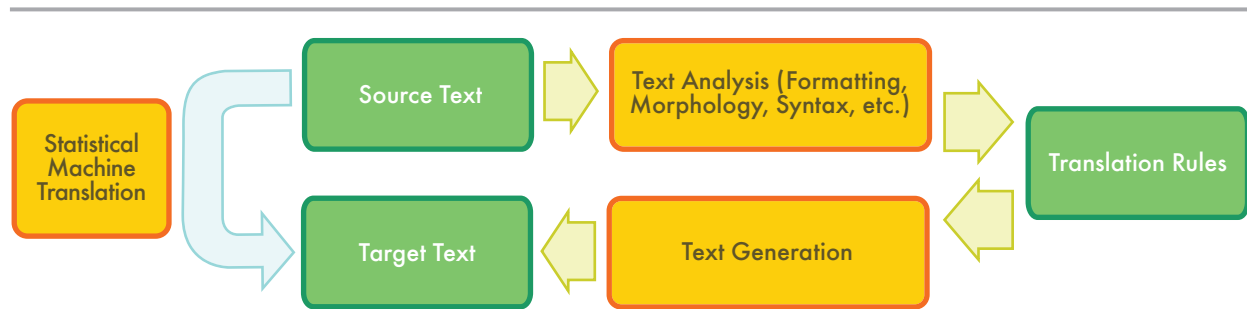 Statistical
Machine
Translation
Source Text
Text Analysis (Formatting,
Morphology, Syntax, etc.)
Translation Rules
Target Text
Text Generation